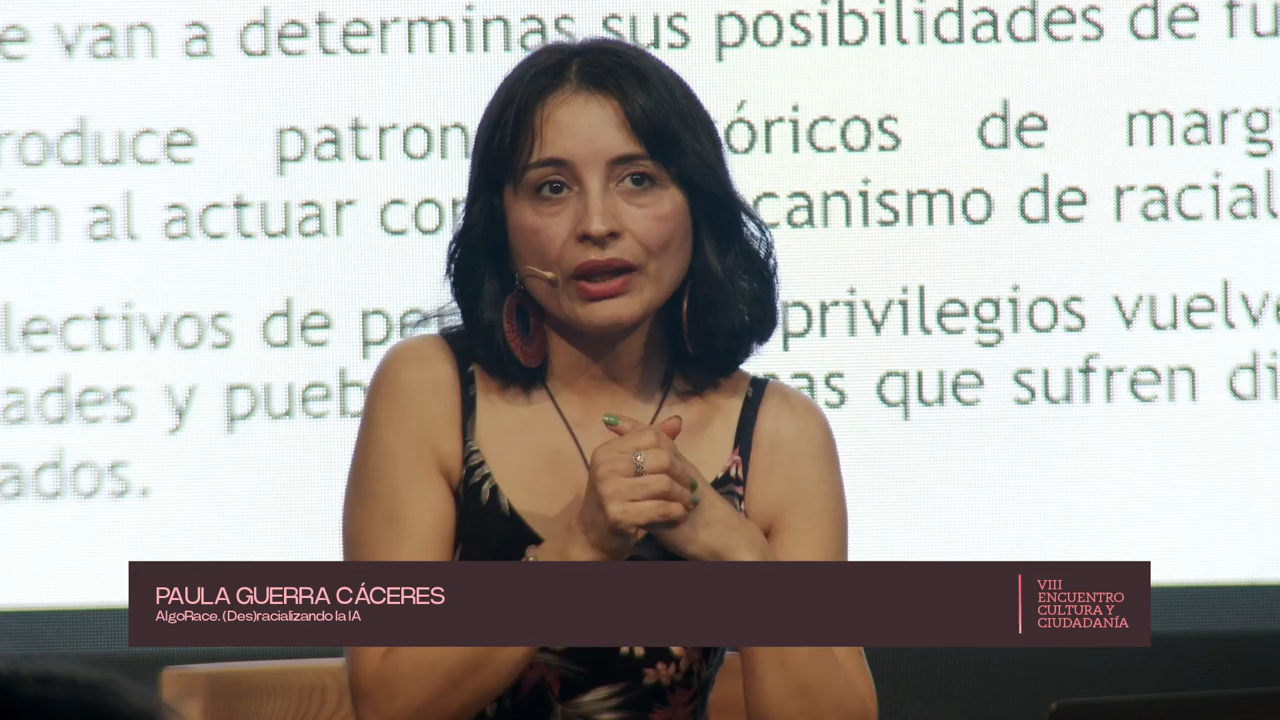 e van a determinas sus posibilidades de fu
roduce patron óricos de marg
ón al actuar co canismo de racial
lectivos de pe privilegios vuelv
ades y pueb nas que sufren di
ados.
PAULA GUERRA CÁCERES
AlgoRace. (Des)racializando la IA
VIII
ENCUENTRO
CULTURA Y
CIUDADANÍA